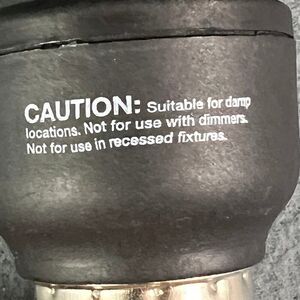 CAUTION: Suitable for damp
locations. Not for use with dimmers.
Not for use in recessed fixtures.